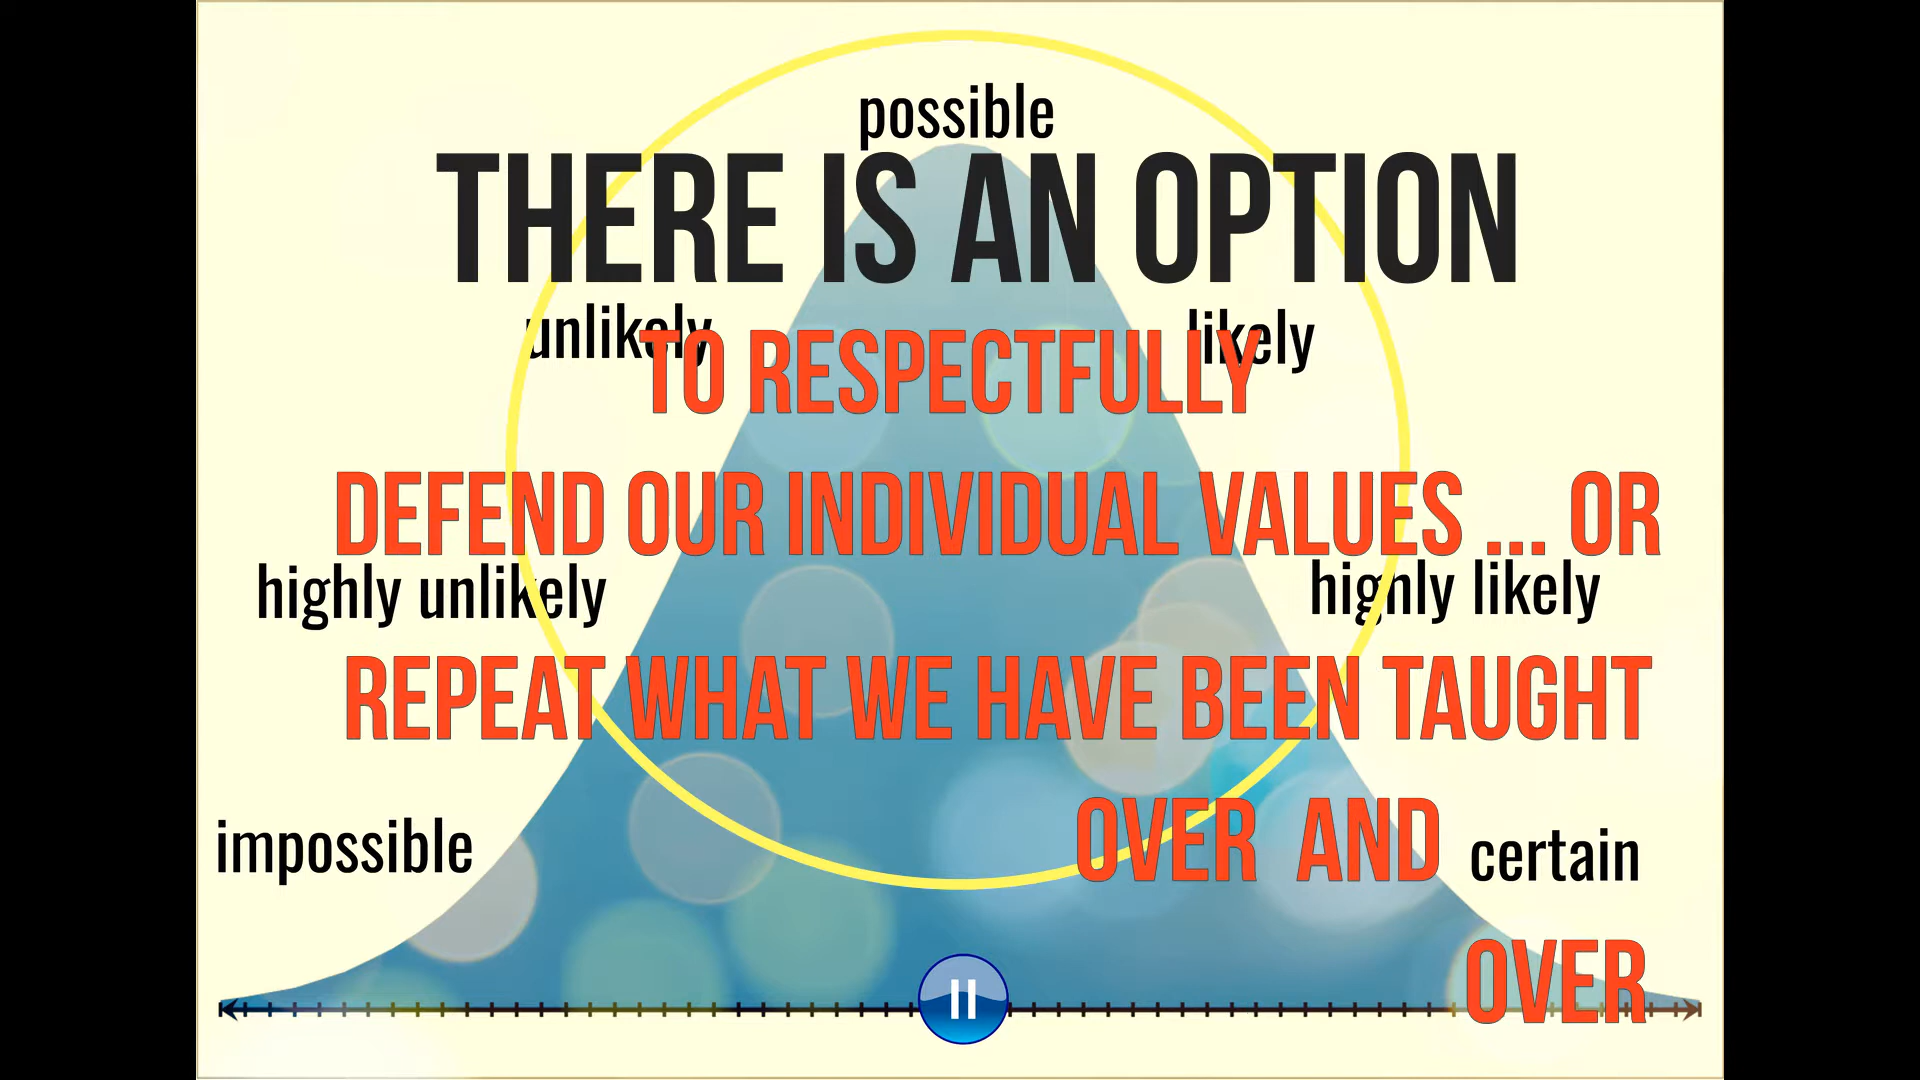 possible
THERE IS AN OPTION
unlikely
likely
TO RESPECTFULLY
DEFEND OUR INDIVIDUAL VALUES ... OR
highly unlikely
highly likely
REPEAT WHAT WE HAVE BEEN TAUGHT
OVER AND
impossible
certain
OVER